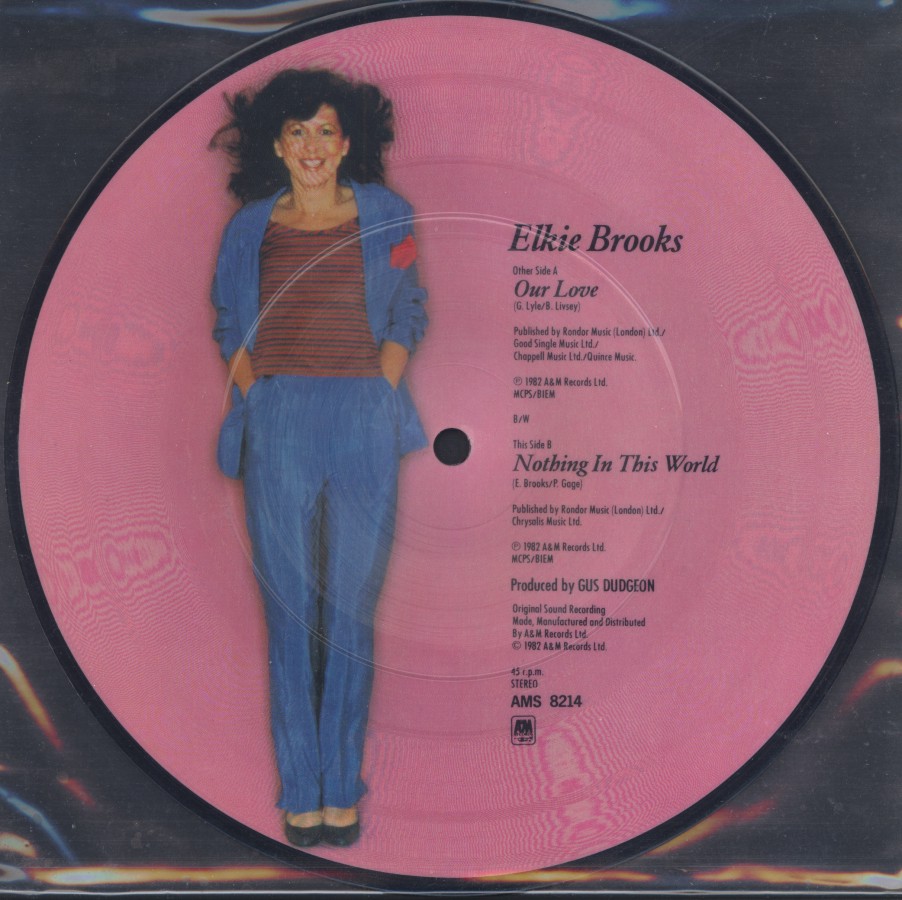 Elkie Brooks
Other Side A
Our Love
(G. Lyle/B. Livsey)
Published by Rondor Music (London) Ltd./
Good Single Music Ltd./
Chappell Music Ltd./Quince Music.
℗ 1982 A&M Records Ltd.
MCPS/BIEM
B/W
This Side B
Nothing In This World
(E. Brooks/P. Gage)
Published by Rondor Music (London) Ltd./
Chrysalis Music Ltd.
℗ 1982 A&M Records Ltd.
MCPS/BIEM
Produced by GUS DUDGEON
Original Sound Recording
Made, Manufactured and Distributed
By A&M Records Ltd.
© 1982 A&M Records Ltd.
45 r.p.m.
STEREO
AMS 8214
A&M